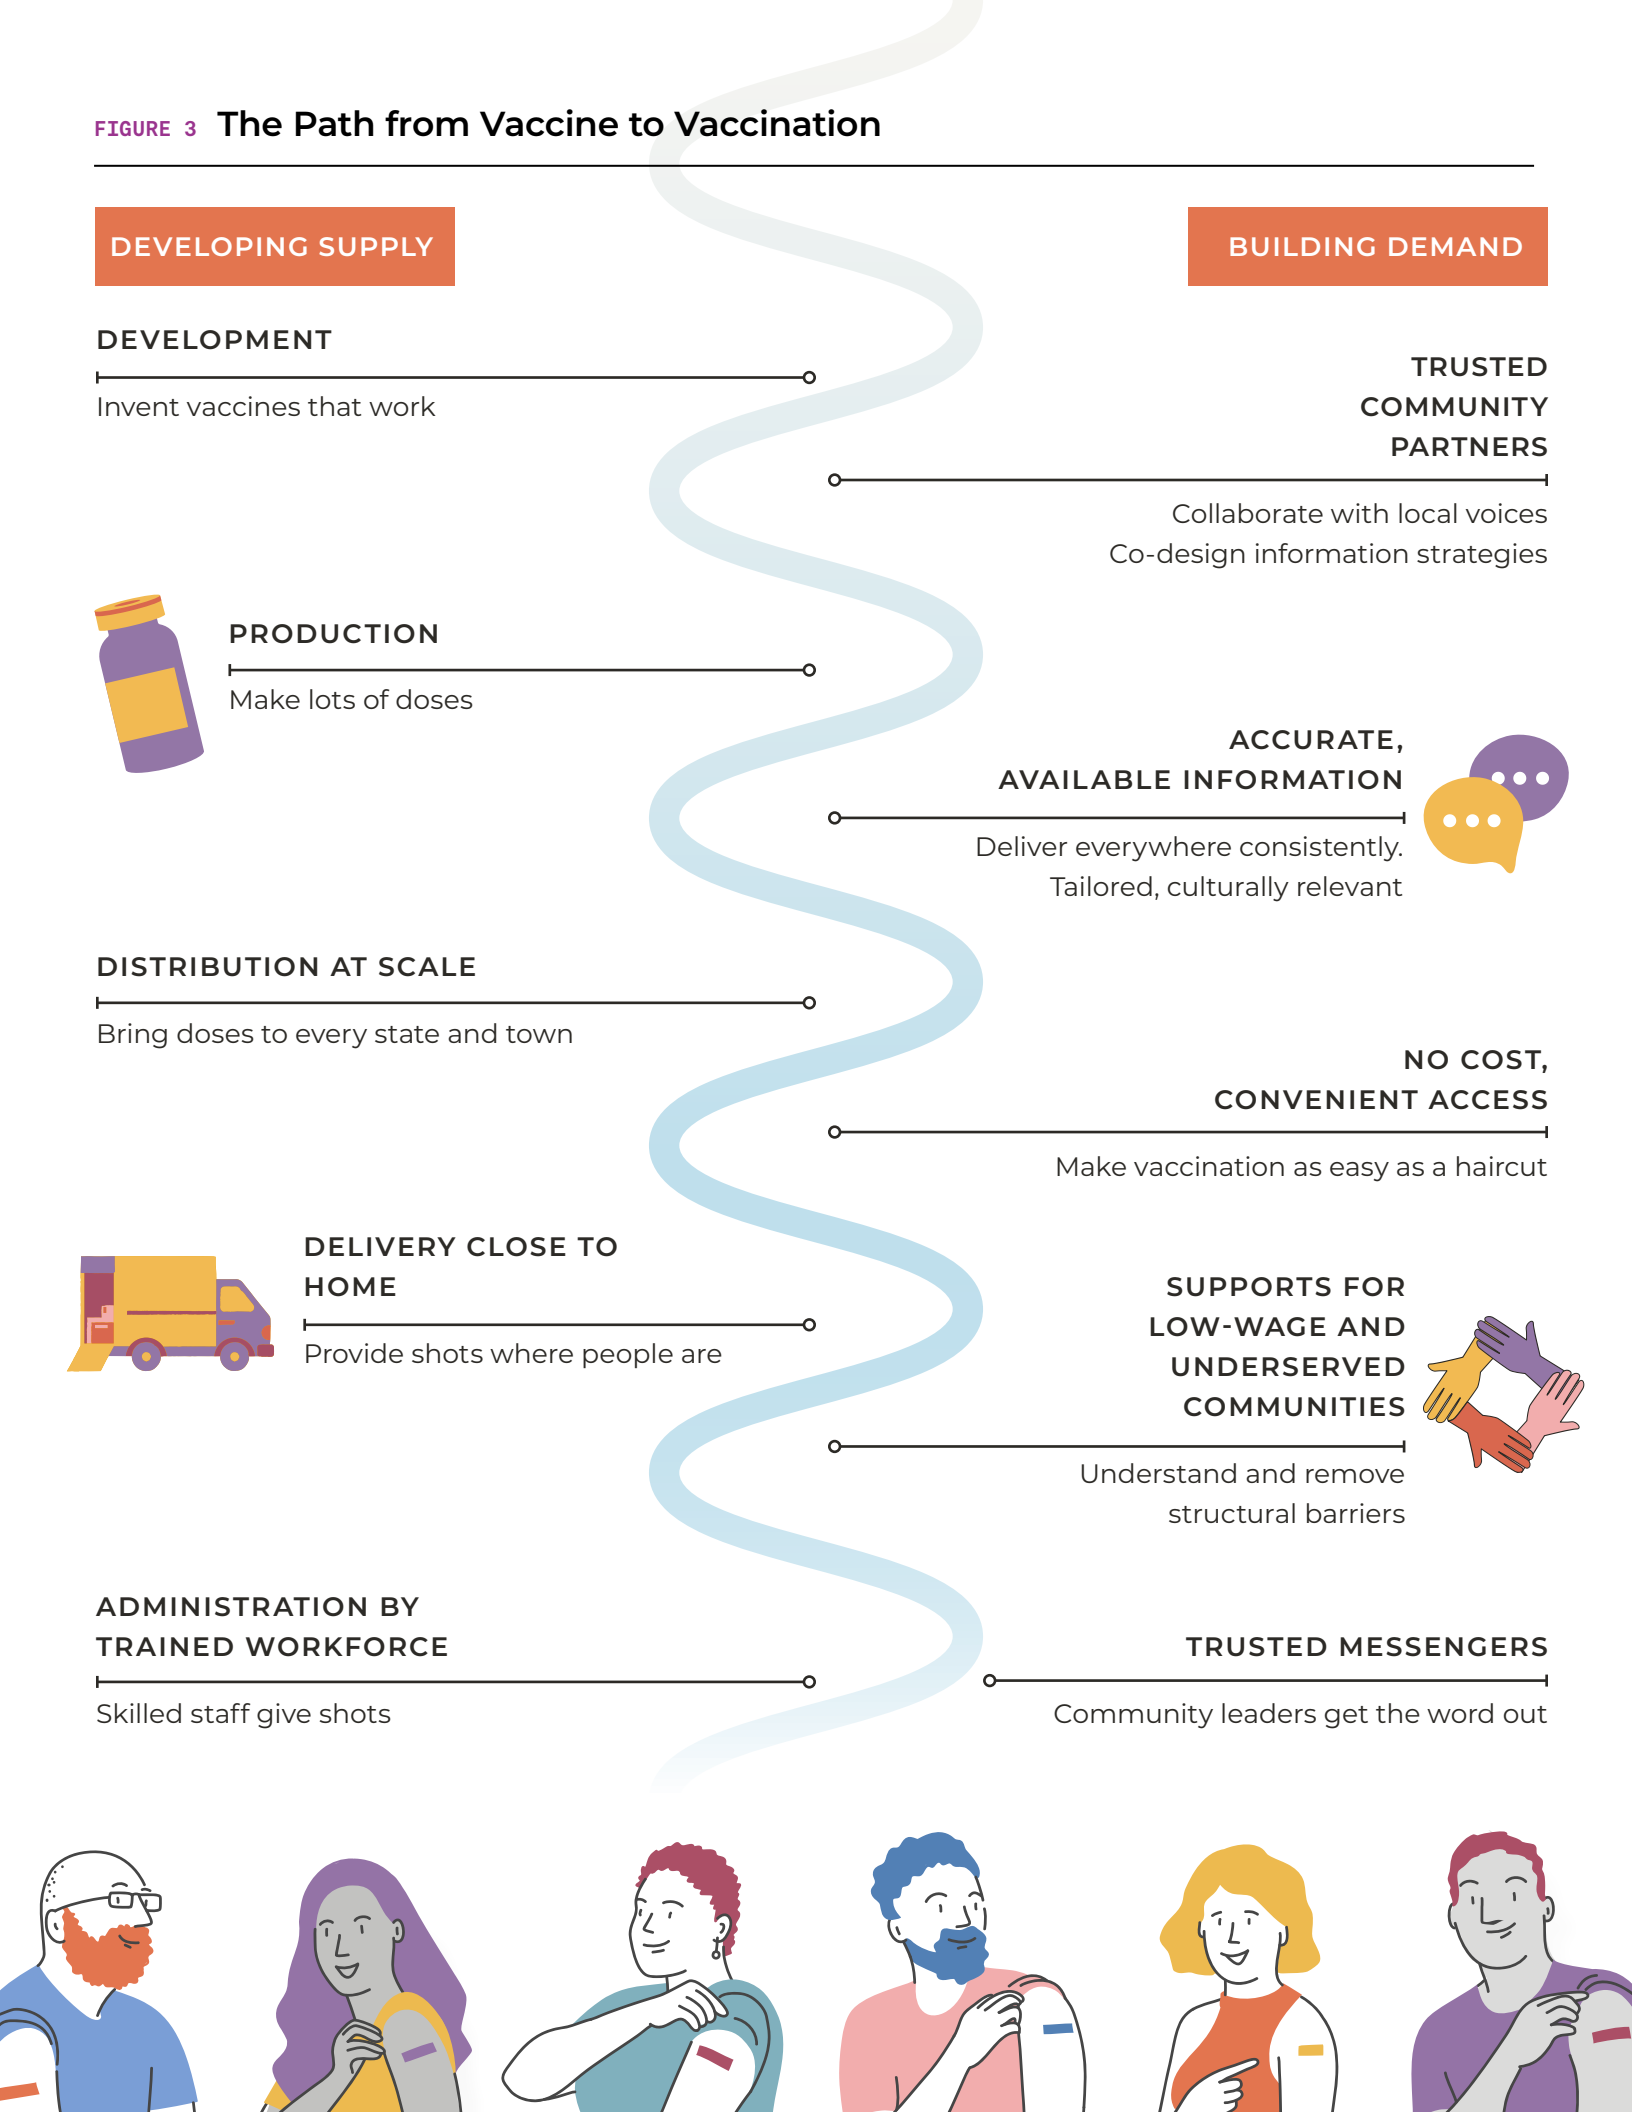 FIGURE 3 The Path from Vaccine to Vaccination
DEVELOPING SUPPLY
BUILDING DEMAND
DEVELOPMENT
Invent vaccines that work
TRUSTED
COMMUNITY
PARTNERS
Collaborate with local voices
Co-design information strategies
PRODUCTION
Make lots of doses
ACCURATE,
AVAILABLE INFORMATION
Deliver everywhere consistently.
Tailored, culturally relevant
DISTRIBUTION AT SCALE
Bring doses to every state and town
NO COST,
CONVENIENT ACCESS
Make vaccination as easy as a haircut
DELIVERY CLOSE TO
HOME
Provide shots where people are
SUPPORTS FOR
LOW-WAGE AND
UNDERSERVED
COMMUNITIES
Understand and remove
structural barriers
ADMINISTRATION BY
TRAINED WORKFORCE
Skilled staff give shots
TRUSTED MESSENGERS
Community leaders get the word out